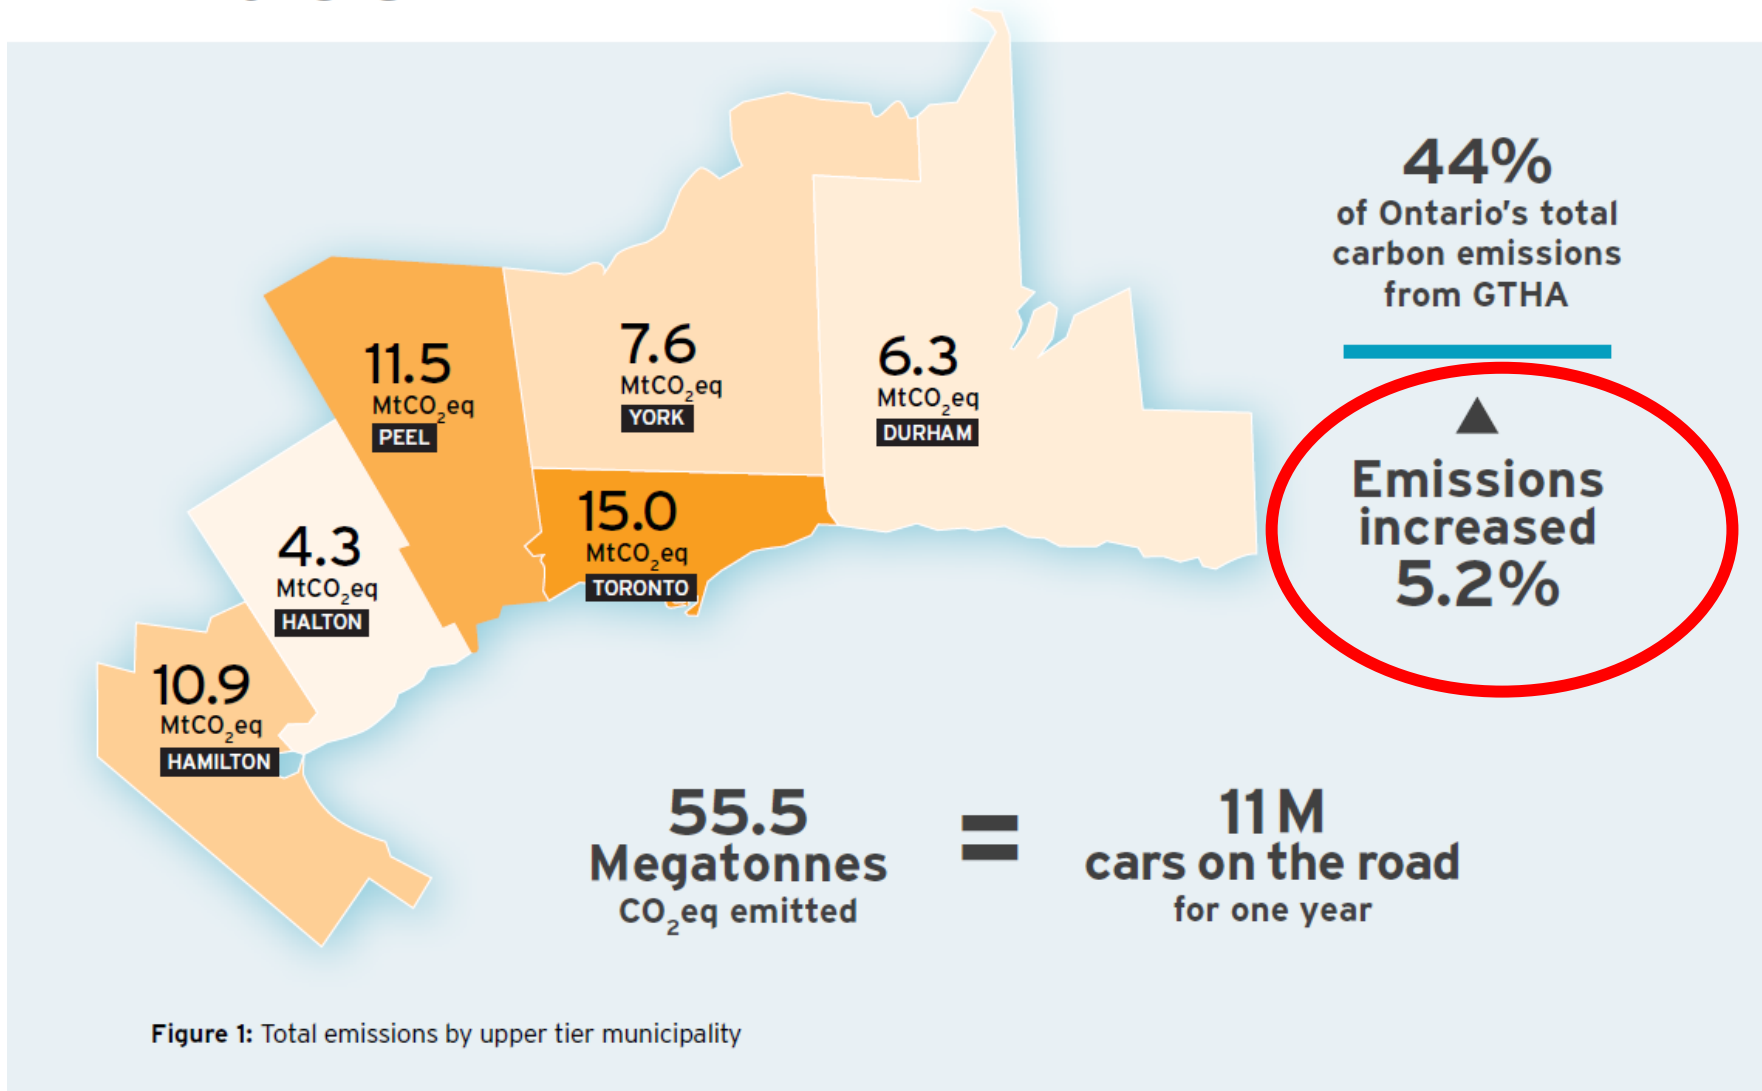 44%
of Ontario's total
carbon emissions
from GTHA
▲
Emissions
increased
5.2%
11.5
MtCO₂eq
PEEL
7.6
MtCO₂eq
YORK
6.3
MtCO₂eq
DURHAM
15.0
MtCO₂eq
TORONTO
4.3
MtCO₂eq
HALTON
10.9
MtCO₂eq
HAMILTON
55.5
Megatonnes
CO₂eq emitted
=
11 M
cars on the road
for one year
Figure 1: Total emissions by upper tier municipality